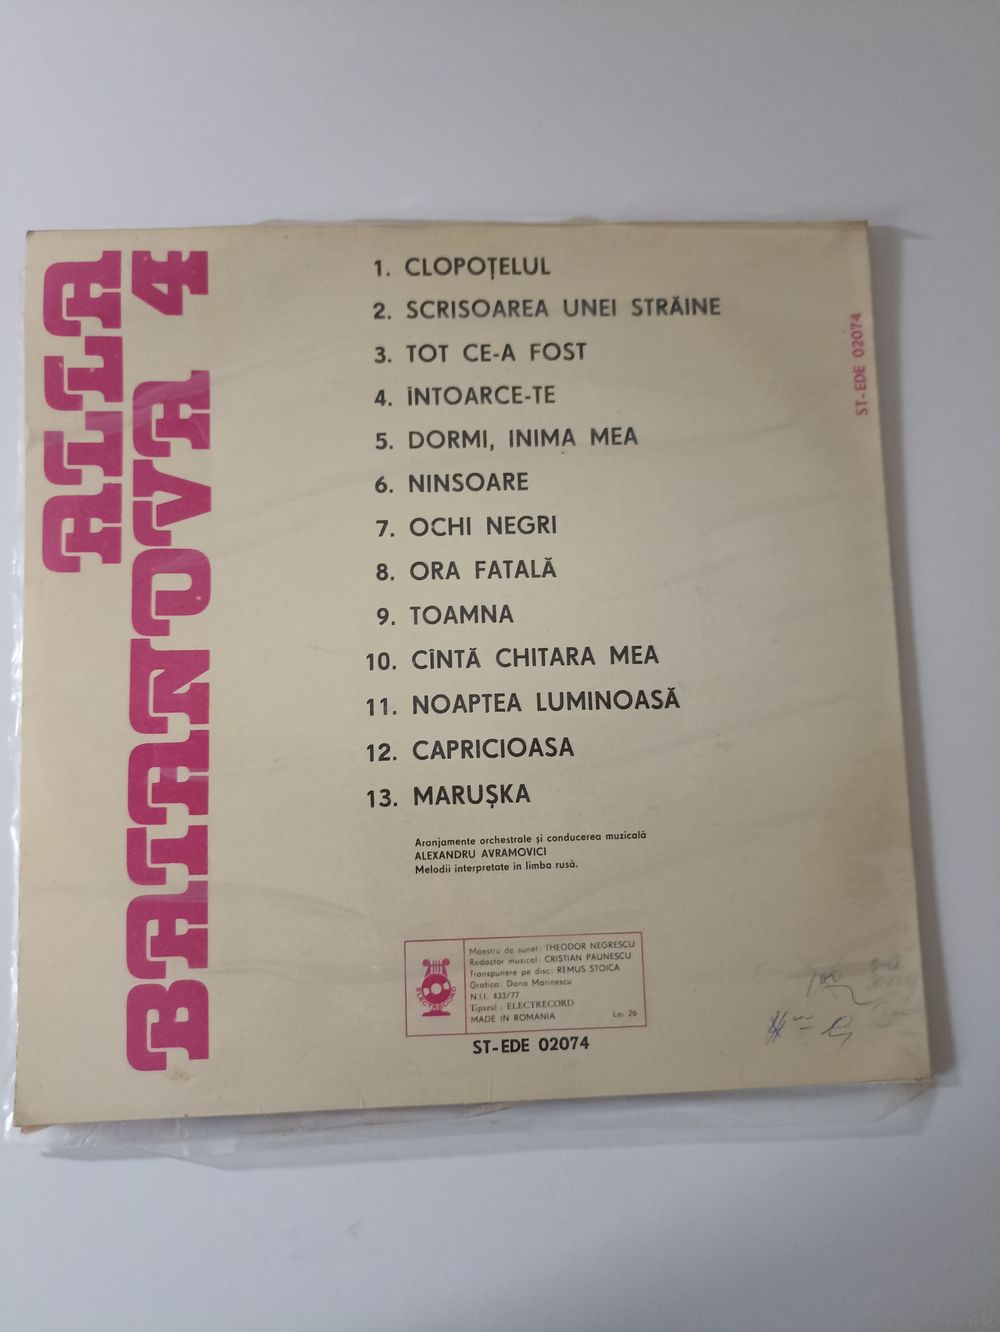 ALLA
BAIANOVA 4
1. CLOPOȚELUL
2. SCRISOAREA UNEI STRĂINE
3. TOT CE-A FOST
4. ÎNTOARCE-TE
5. DORMI, INIMA MEA
6. NINSOARE
7. OCHI NEGRI
8. ORA FATALĂ
9. TOAMNA
10. CÎNTĂ CHITARA MEA
11. NOAPTEA LUMINOASĂ
12. CAPRICIOASA
13. MARUȘKA
Aranjamente orchestrale și conducerea muzicală
ALEXANDRU AVRAMOVICI
Melodii interpretate in limba rusă.
ELECTRECORD
Maestru de sunet: THEODOR NEGRESCU
Redactor muzical: CRISTIAN PAUNESCU
Transpunere pe disc: REMUS STOICA
Grafica: Dana Marinescu
N.I.I. 433/77
Tiparul : ELECTRECORD
MADE IN ROMANIA Lei 26
ST-EDE 02074
ST-EDE 02074